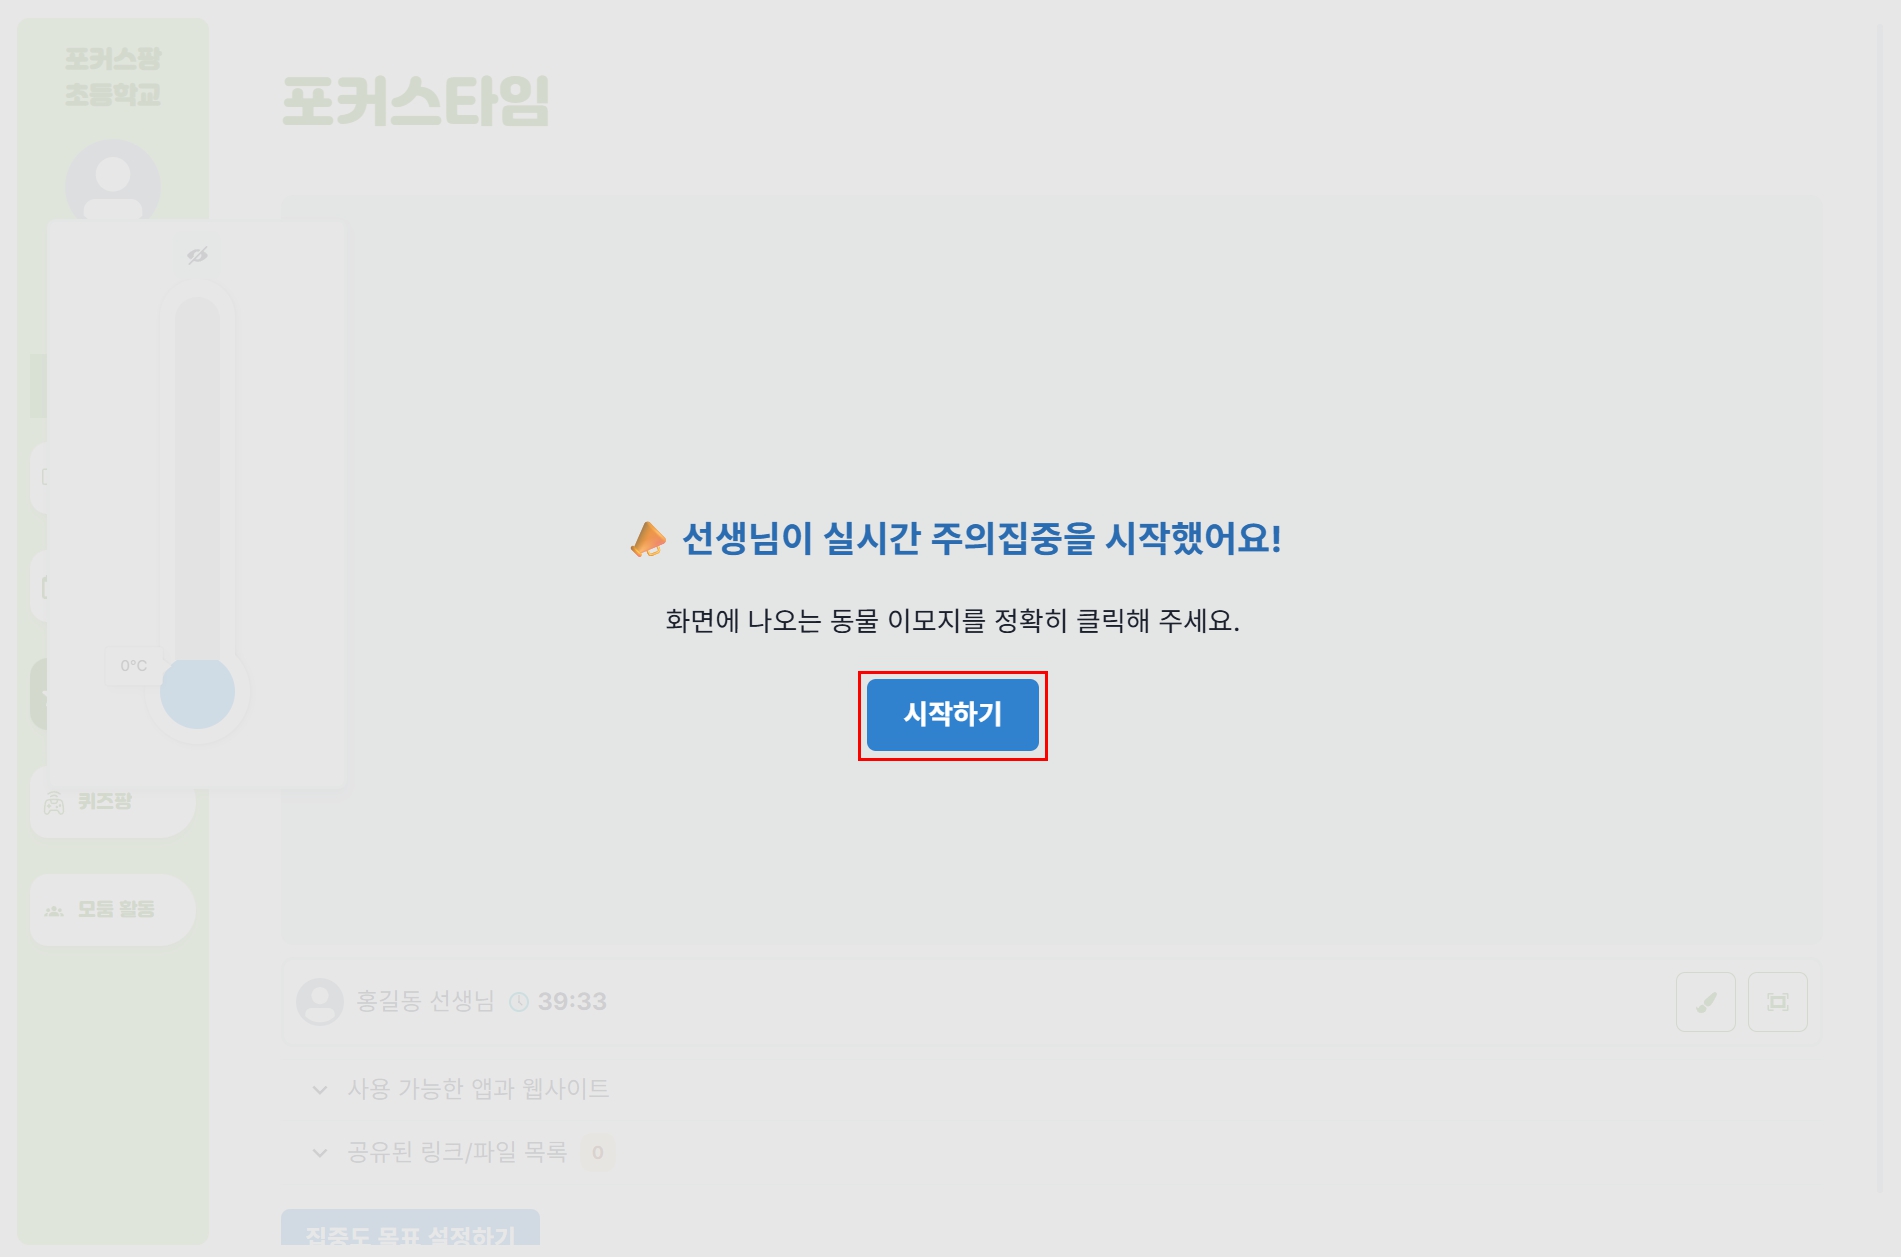 포커스팡
초등학교
포커스타임
0°C
📣 선생님이 실시간 주의집중을 시작했어요!
화면에 나오는 동물 이모지를 정확히 클릭해 주세요.
시작하기
퀴즈팡
모둠 활동
홍길동 선생님 39:33
사용 가능한 앱과 웹사이트
공유된 링크/파일 목록 0
집중도 목표 설정하기